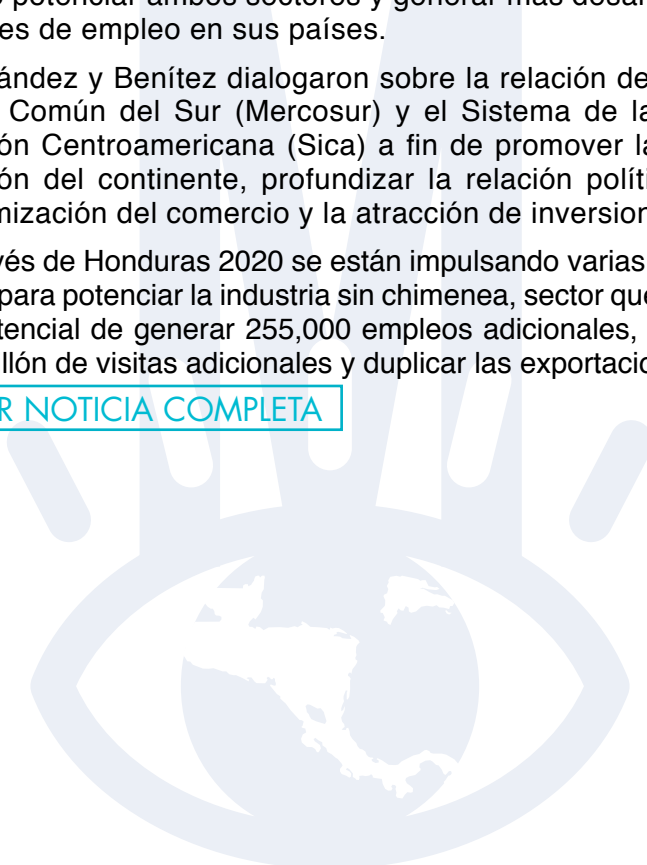 potenciar ambos sectores y generar más desar
es de empleo en sus países.
ández y Benítez dialogaron sobre la relación de
Común del Sur (Mercosur) y el Sistema de la
ón Centroamericana (Sica) a fin de promover la
ón del continente, profundizar la relación polít
mización del comercio y la atracción de inversion
vés de Honduras 2020 se están impulsando varias
para potenciar la industria sin chimenea, sector que
tencial de generar 255,000 empleos adicionales,
illón de visitas adicionales y duplicar las exportacio
R NOTICIA COMPLETA